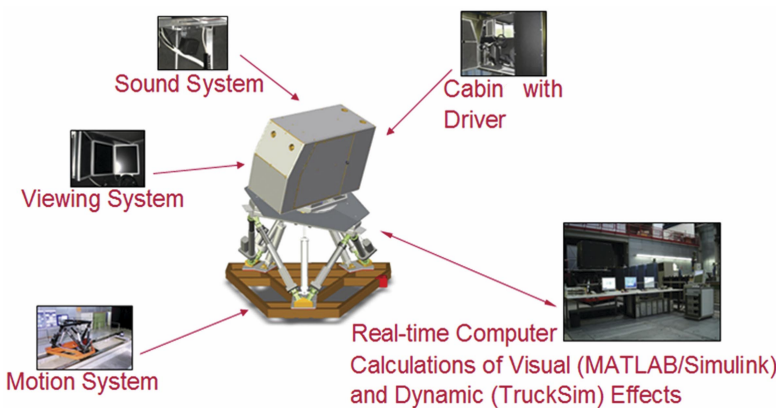 Sound System
Cabin with
Driver
Viewing System
Motion System
Real-time Computer
Calculations of Visual (MATLAB/Simulink)
and Dynamic (TruckSim) Effects